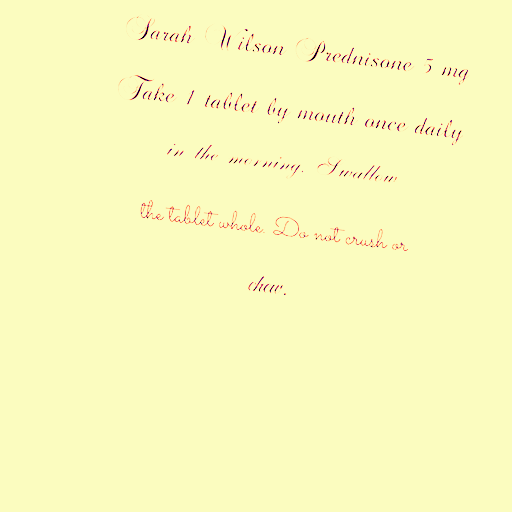 Sarah Wilson Prednisone 5 mg
Take 1 tablet by mouth once daily
in the morning. Swallow
the tablet whole. Do not crush or
chew.